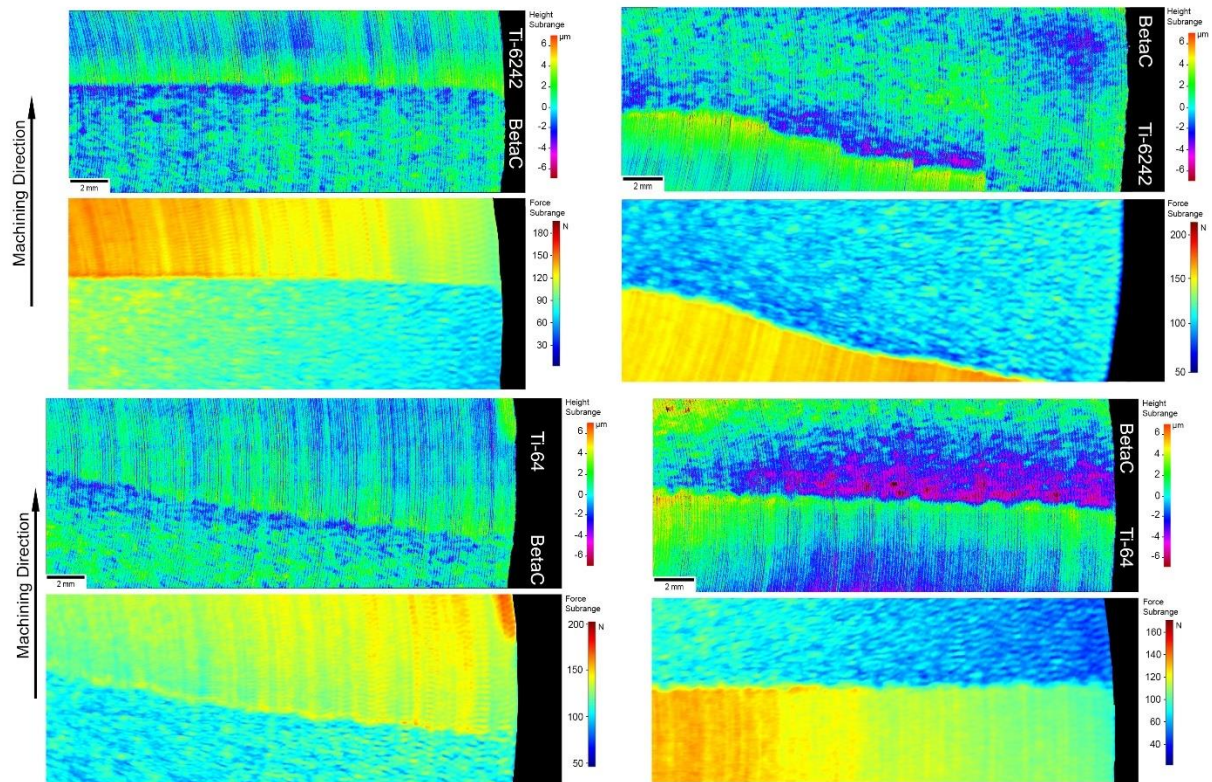 Machining Direction
Ti-6242
BetaC
2 mm
Height
Subrange
µm
6
4
2
0
-2
-4
-6
BetaC
Ti-6242
2 mm
Height
Subrange
µm
6
4
2
0
-2
-4
-6
Force
Subrange
N
180
150
120
90
60
30
Force
Subrange
N
200
150
100
50
Machining Direction
Ti-64
BetaC
2 mm
Height
Subrange
µm
6
4
2
0
-2
-4
-6
BetaC
Ti-64
2 mm
Height
Subrange
µm
6
4
2
0
-2
-4
-6
Force
Subrange
N
200
150
100
50
Force
Subrange
N
160
140
120
100
80
60
40